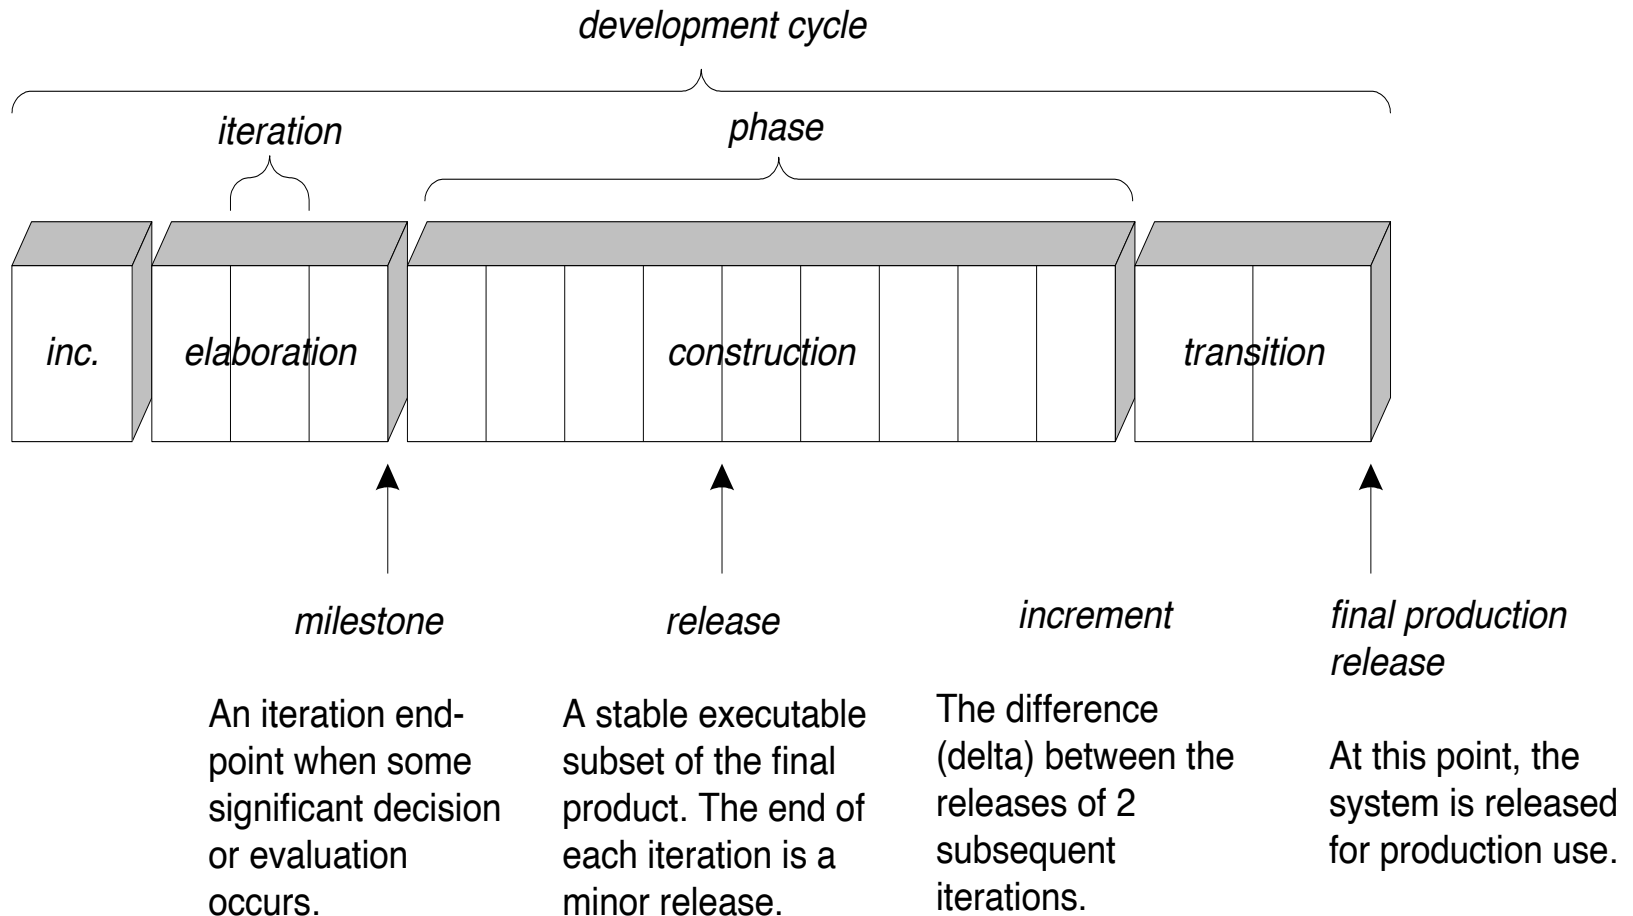 development cycle
iteration
phase
inc.
elaboration
construction
transition
milestone
An iteration end-
point when some
significant decision
or evaluation
occurs.
release
A stable executable
subset of the final
product. The end of
each iteration is a
minor release.
increment
The difference
(delta) between the
releases of 2
subsequent
iterations.
final production
release
At this point, the
system is released
for production use.